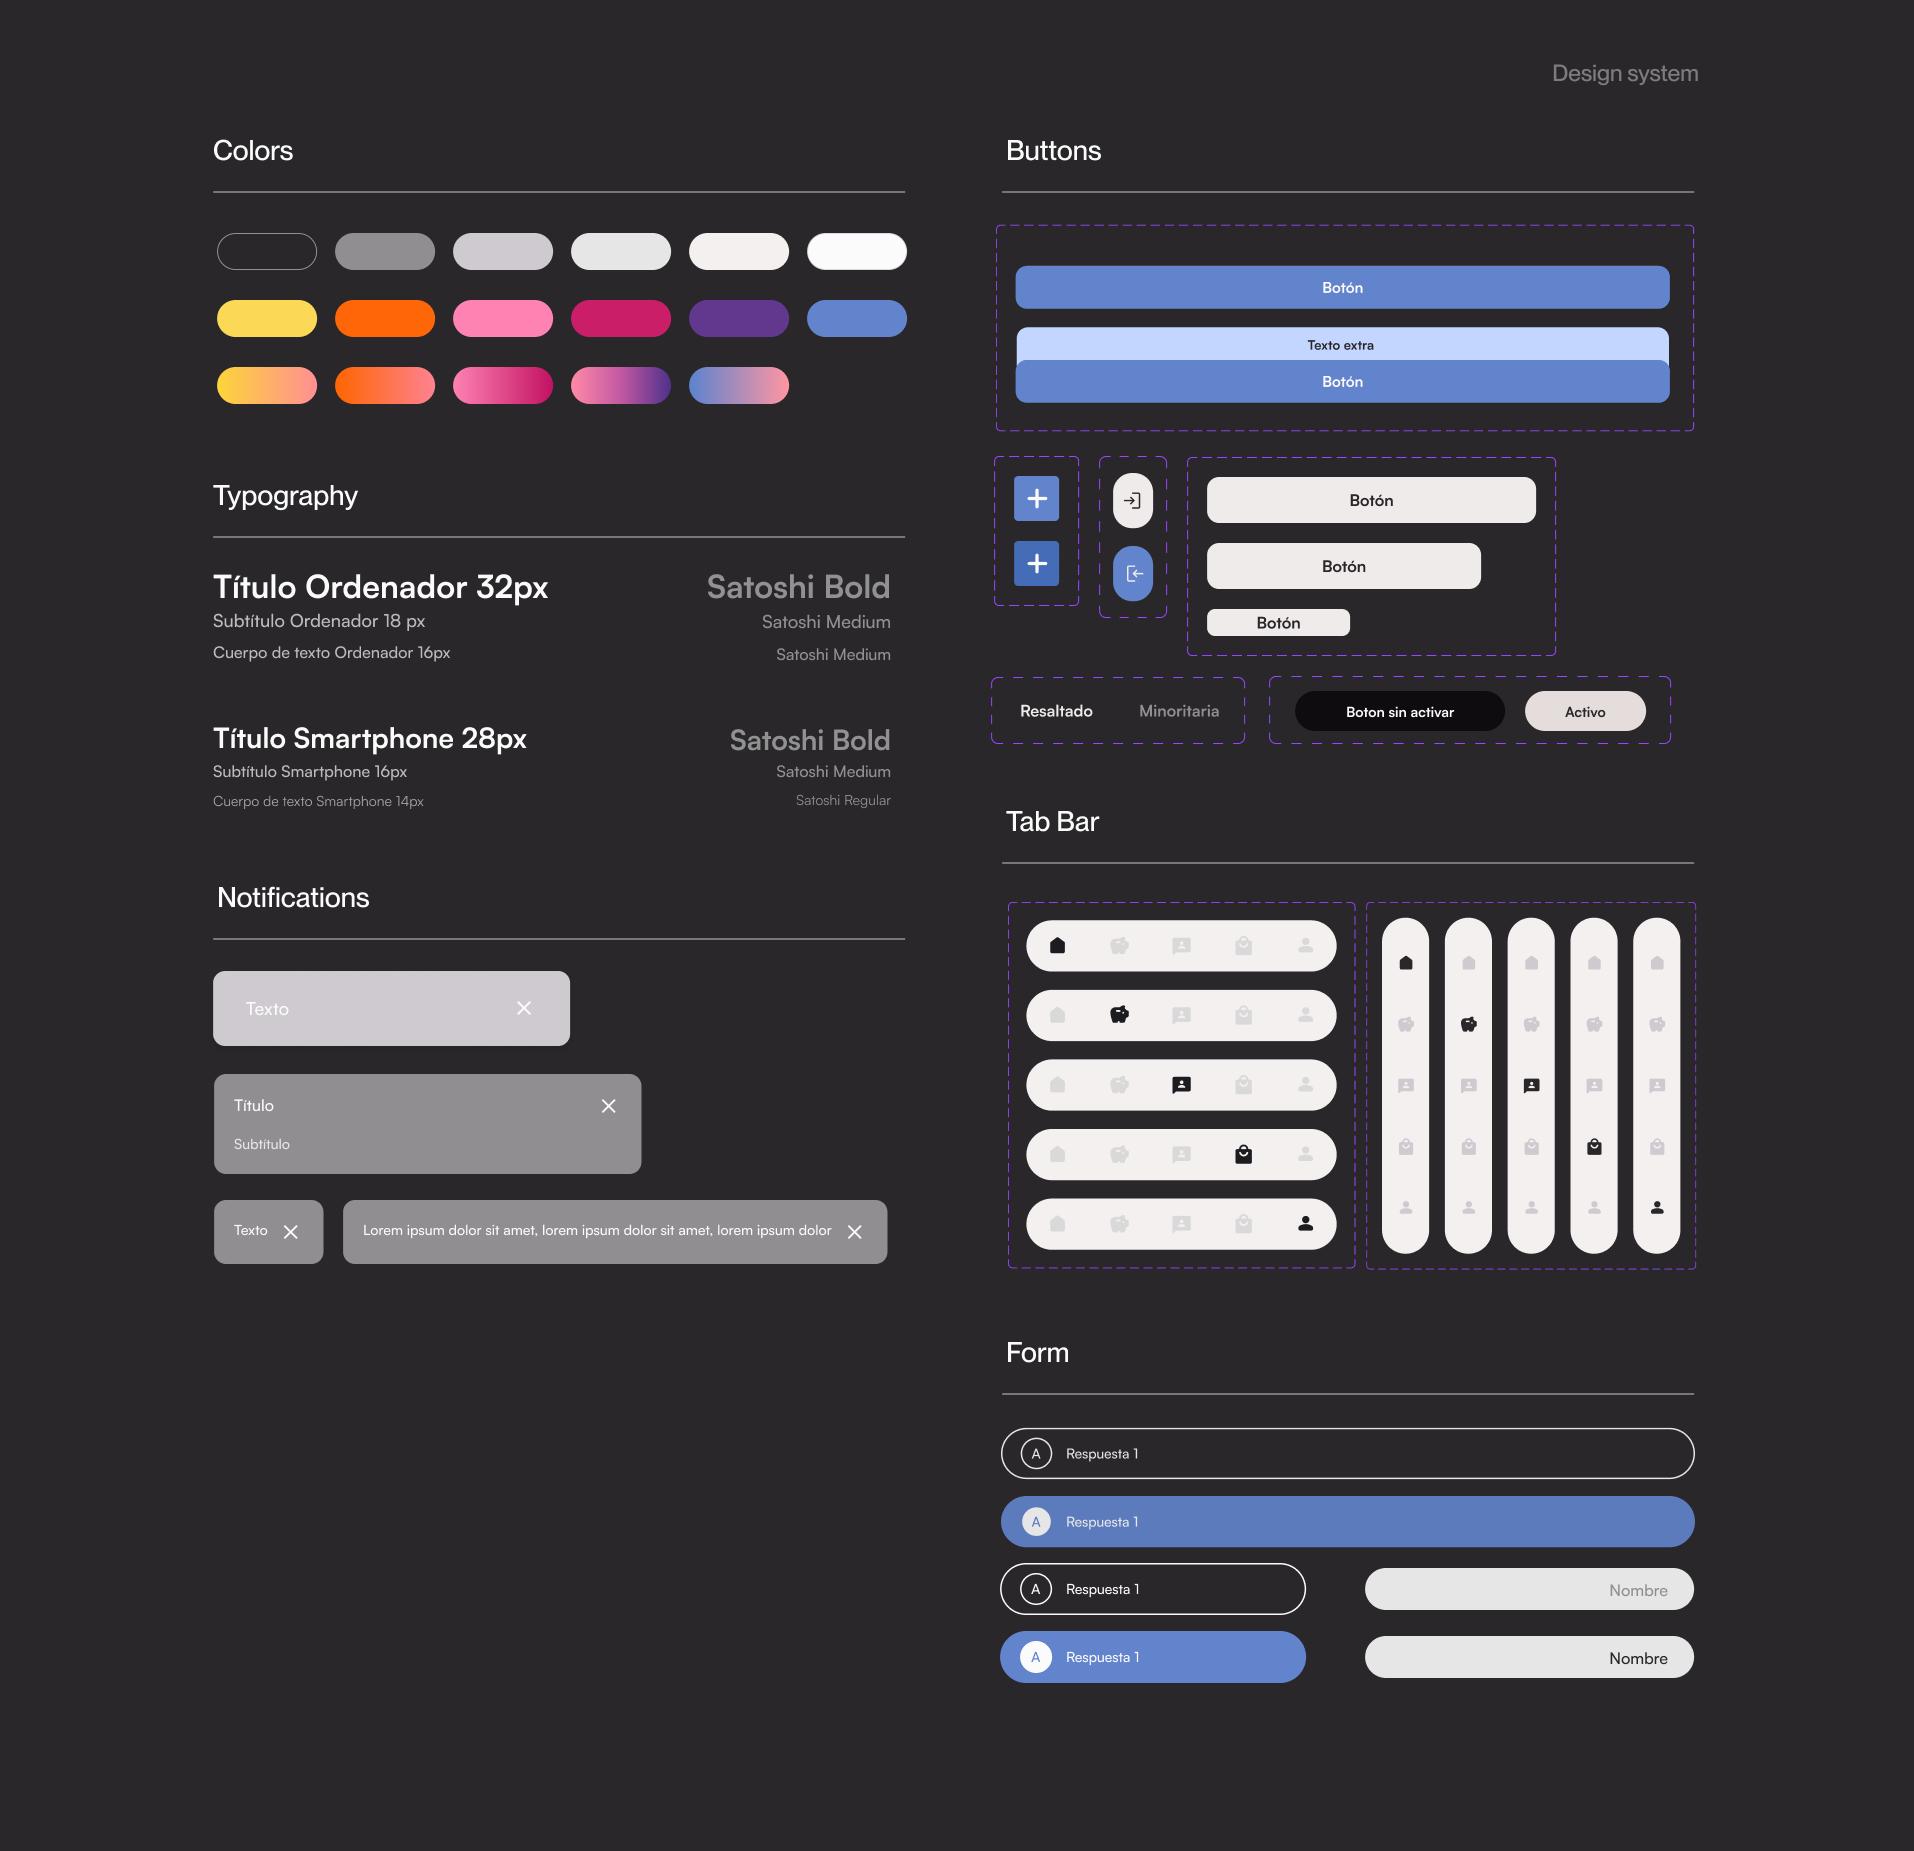 Design system
Colors
Typography
Título Ordenador 32px
Satoshi Bold
Subtítulo Ordenador 18 px
Satoshi Medium
Cuerpo de texto Ordenador 16px
Satoshi Medium
Título Smartphone 28px
Satoshi Bold
Subtítulo Smartphone 16px
Satoshi Medium
Cuerpo de texto Smartphone 14px
Satoshi Regular
Notifications
Texto
Título
Subtítulo
Texto
Lorem ipsum dolor sit amet, lorem ipsum dolor sit amet, lorem ipsum dolor
Buttons
Botón
Texto extra
Botón
Botón
Botón
Botón
Resaltado
Minoritaria
Boton sin activar
Activo
Tab Bar
Form
A Respuesta 1
A Respuesta 1
A Respuesta 1
Nombre
A Respuesta 1
Nombre